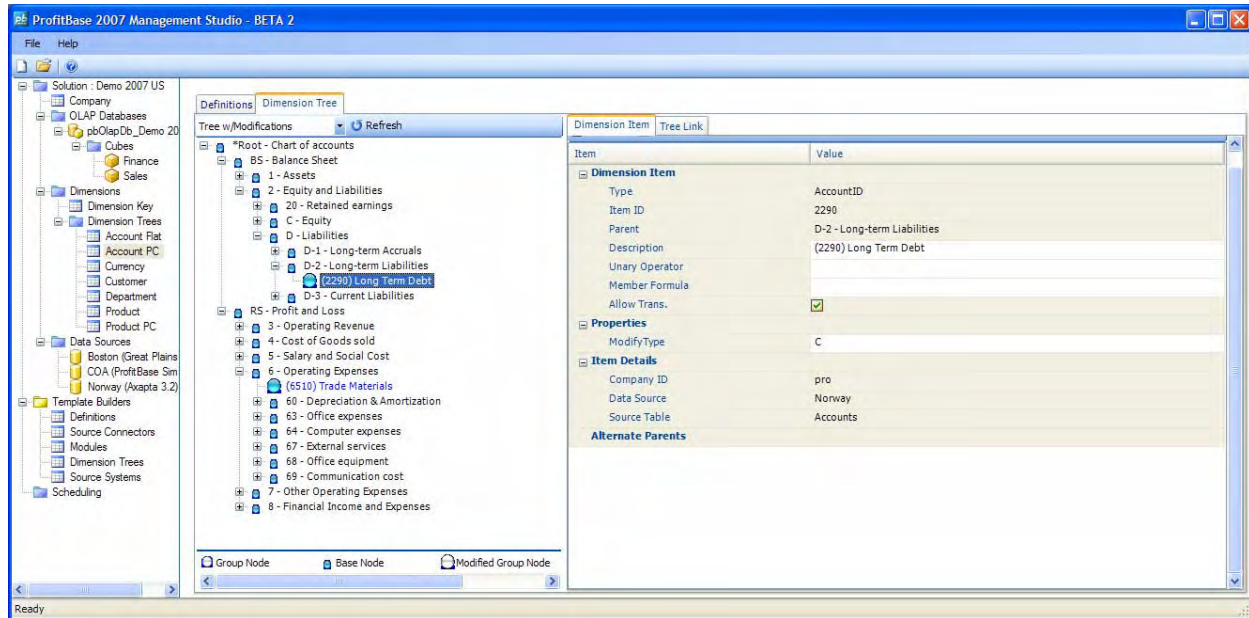 ProfitBase 2007 Management Studio - BETA 2
File Help
Solution : Demo 2007 US
Company
OLAP Databases
pbOlapDb_Demo 20
Cubes
Finance
Sales
Dimensions
Dimension Key
Dimension Trees
Account Flat
Account PC
Currency
Customer
Department
Product
Product PC
Data Sources
Boston (Great Plains
COA (ProfitBase Sim
Norway (Axapta 3.2)
Template Builders
Definitions
Source Connectors
Modules
Dimension Trees
Source Systems
Scheduling
Definitions Dimension Tree
Tree w/Modifications Refresh
*Root - Chart of accounts
BS - Balance Sheet
1 - Assets
2 - Equity and Liabilities
20 - Retained earnings
C - Equity
D - Liabilities
D-1 - Long-term Accruals
D-2 - Long-term Liabilities
(2290) Long Term Debt
D-3 - Current Liabilities
RS - Profit and Loss
3 - Operating Revenue
4 - Cost of Goods sold
5 - Salary and Social Cost
6 - Operating Expenses
(6510) Trade Materials
60 - Depreciation & Amortization
63 - Office expenses
64 - Computer expenses
67 - External services
68 - Office equipment
69 - Communication cost
7 - Other Operating Expenses
8 - Financial Income and Expenses
Group Node Base Node Modified Group Node
Dimension Item Tree Link
Item Value
Dimension Item
Type AccountID
Item ID 2290
Parent D-2 - Long-term Liabilities
Description (2290) Long Term Debt
Unary Operator
Member Formula
Allow Trans.
Properties
ModifyType C
Item Details
Company ID pro
Data Source Norway
Source Table Accounts
Alternate Parents
Ready